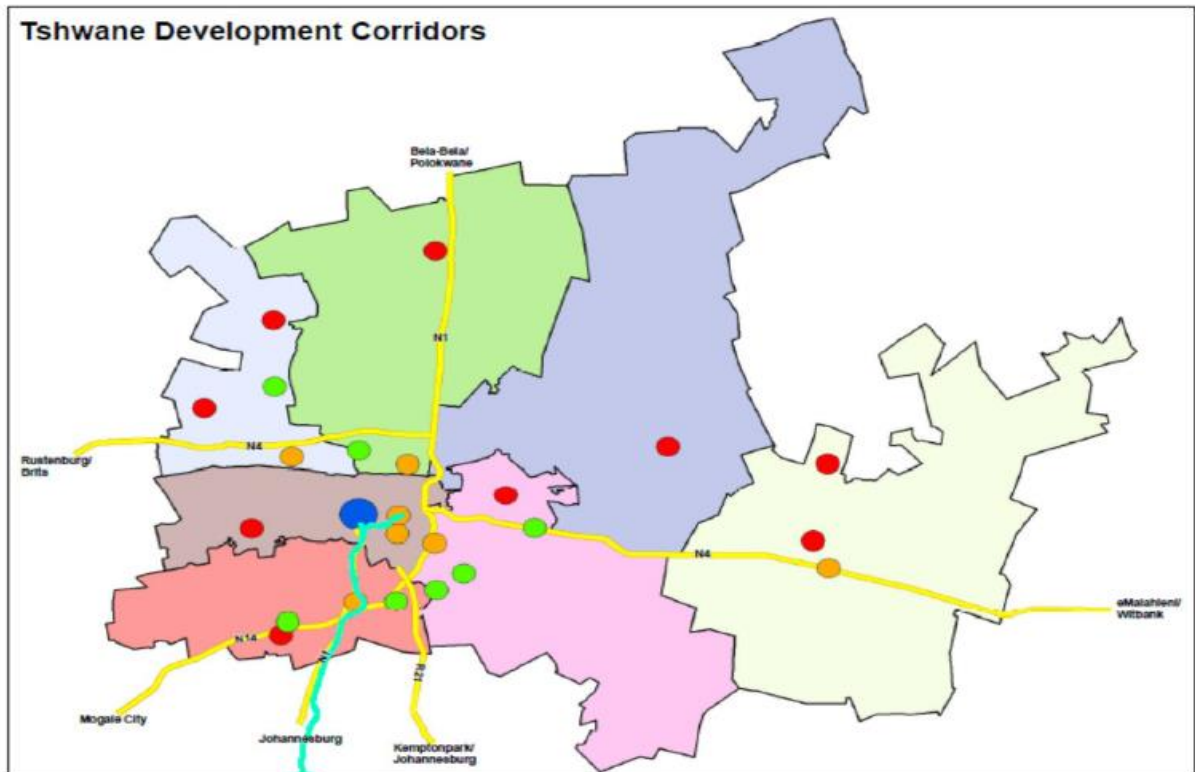 Tshwane Development Corridors
Bela-Bela/
Polokwane
N1
N4
Rustenburg/
Brits
N4
eMalahleni/
Witbank
N14
N1
R21
Mogale City
Johannesburg
Kemptonpark/
Johannesburg